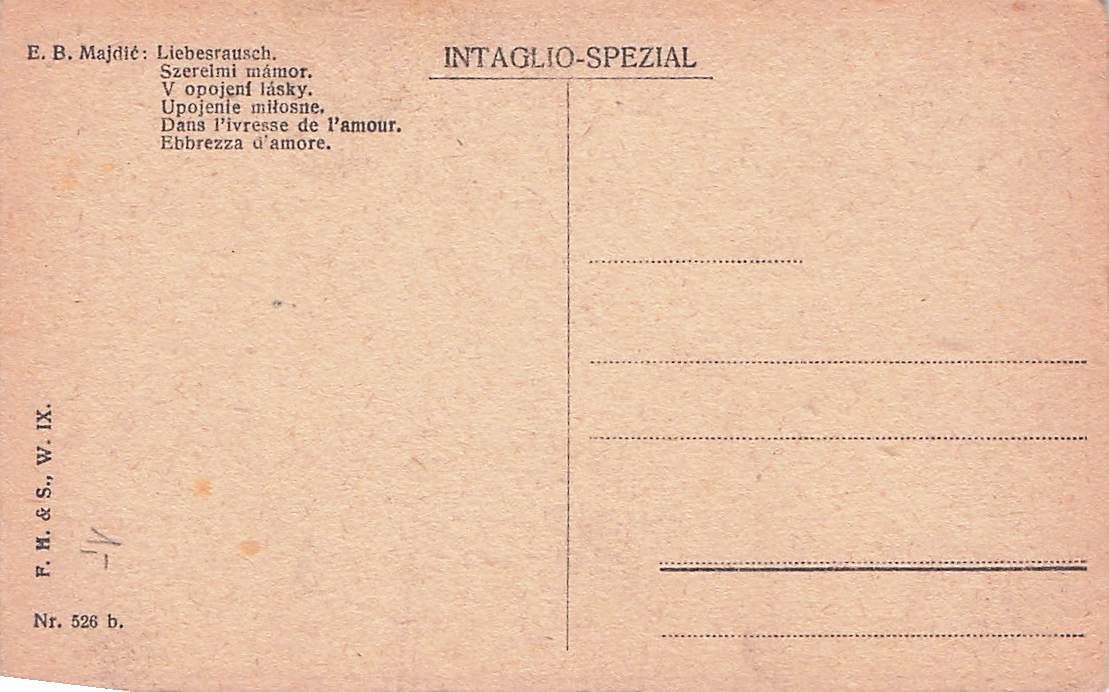 E. B. Majdić: Liebesrausch.
Szerelmi mámor.
V opojení lásky.
Upojenie miłosne.
Dans l'ivresse de l'amour.
Ebbrezza d'amore.
INTAGLIO-SPEZIAL
F. H. & S., W. IX.
1,-
Nr. 526 b.